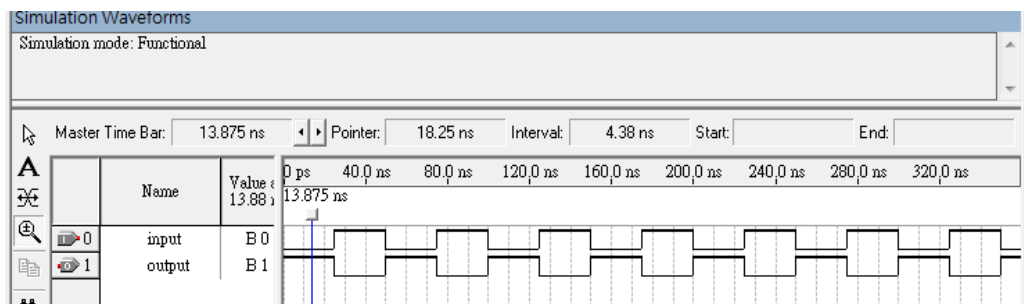 Simulation Waveforms
Simulation mode: Functional
Master Time Bar: 13.875 ns Pointer: 18.25 ns Interval: 4.38 ns Start: End:
A
Name
Value
13.88
0 ps 40.0 ns 80.0 ns 120.0 ns 160.0 ns 200.0 ns 240.0 ns 280.0 ns 320.0 ns
13.875 ns
0 input B 0
1 output B 1